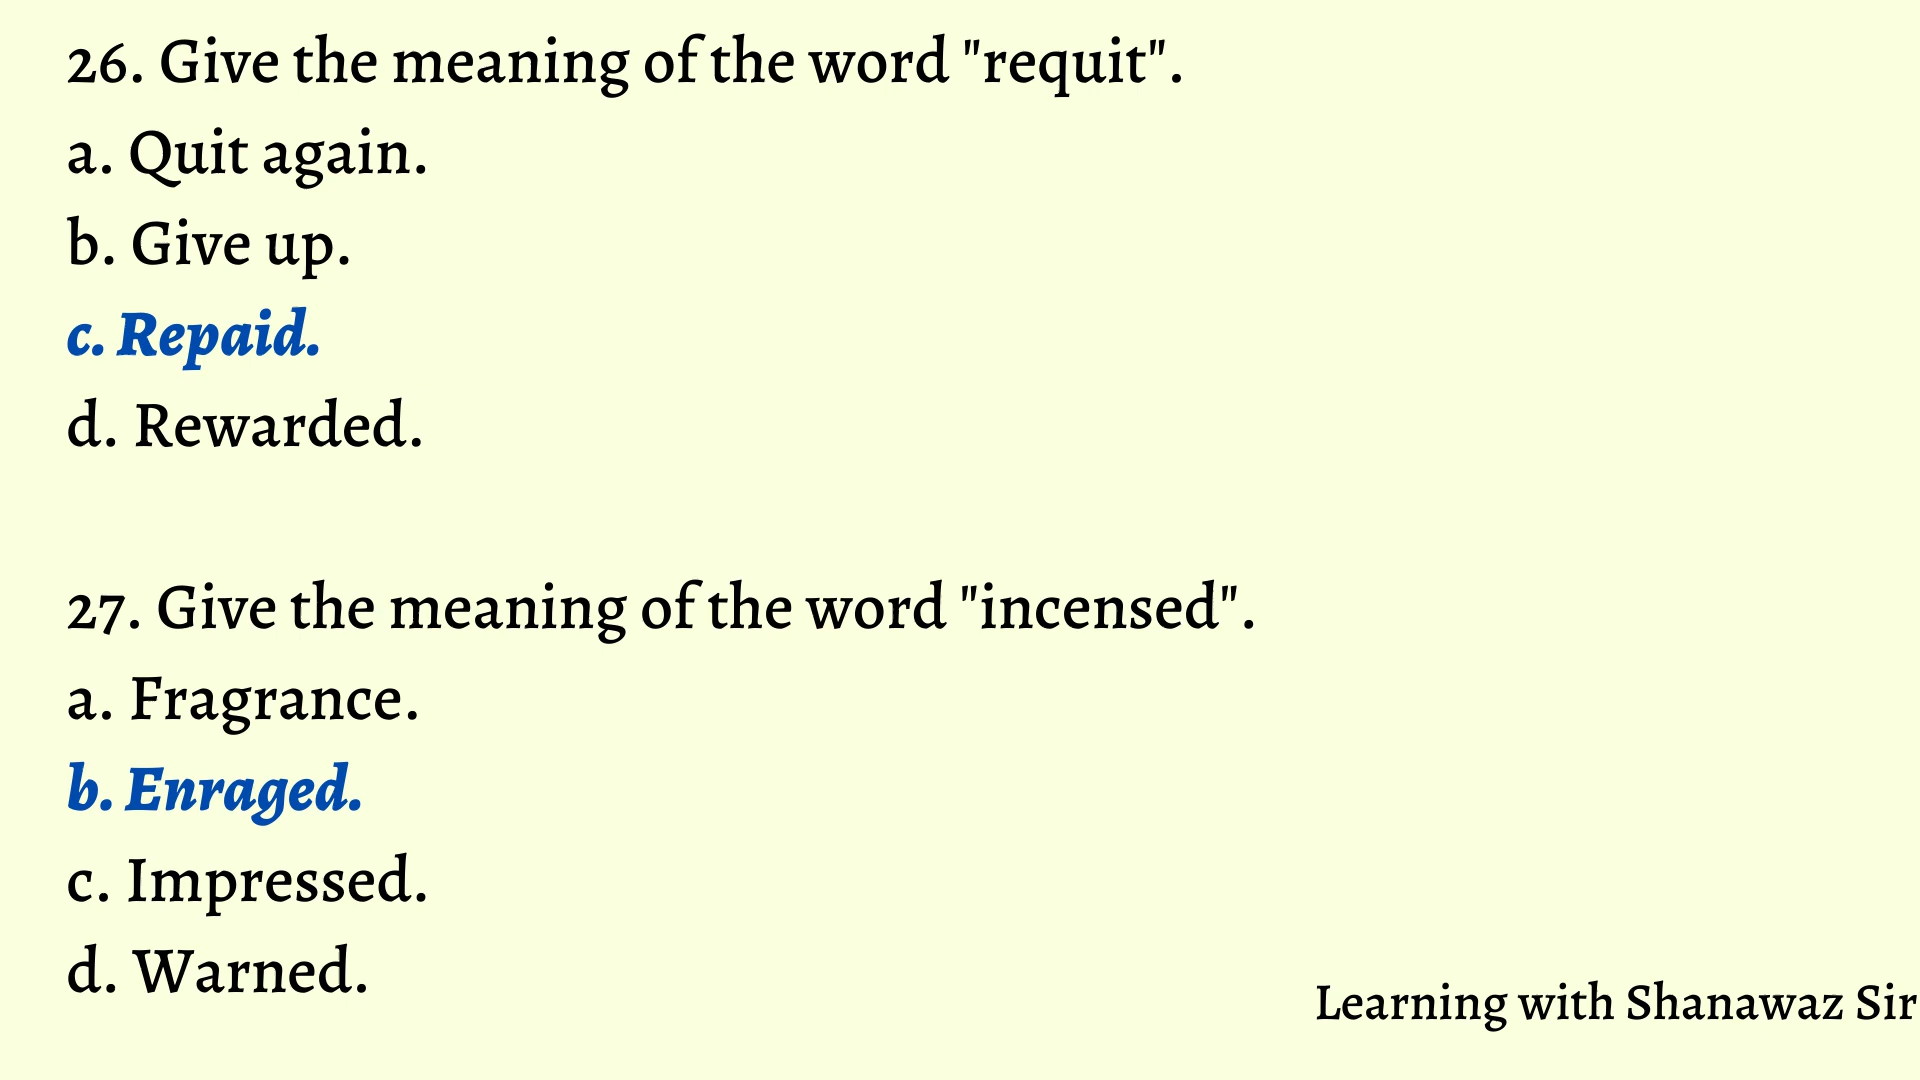 26. Give the meaning of the word "requit".
a. Quit again.
b. Give up.
c. Repaid.
d. Rewarded.
27. Give the meaning of the word "incensed".
a. Fragrance.
b. Enraged.
c. Impressed.
d. Warned.
Learning with Shanawaz Sir